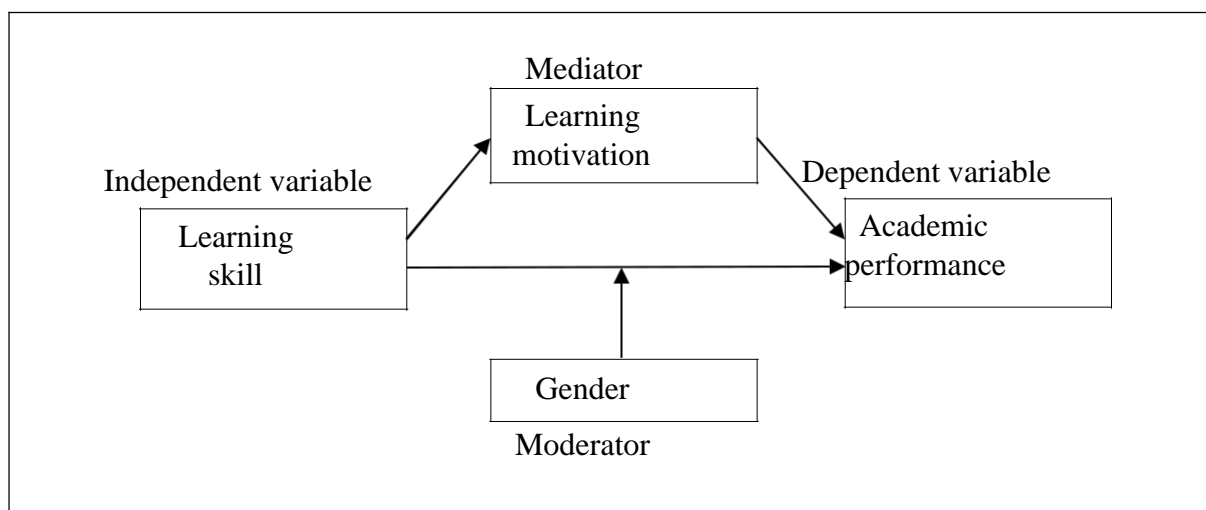 Mediator
Learning
motivation
Independent variable
Dependent variable
Learning
skill
Academic
performance
Gender
Moderator